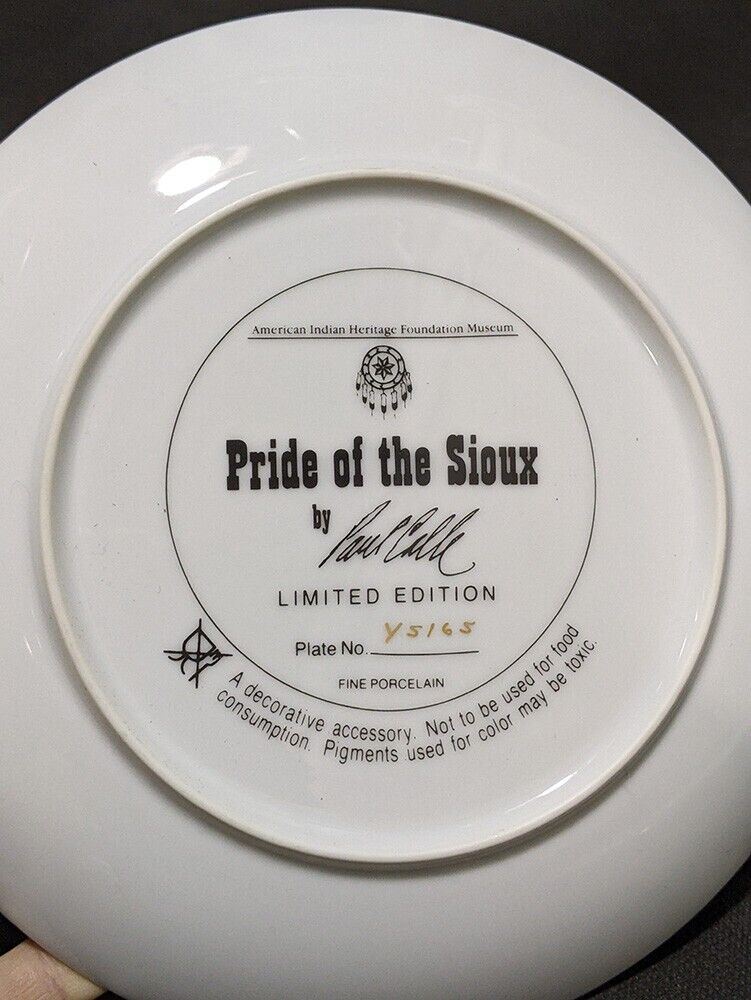 American Indian Heritage Foundation Museum
Pride of the Sioux
by Paul Calle
LIMITED EDITION
Plate No. Y5165
FINE PORCELAIN
A decorative accessory. Not to be used for food
consumption. Pigments used for color may be toxic.